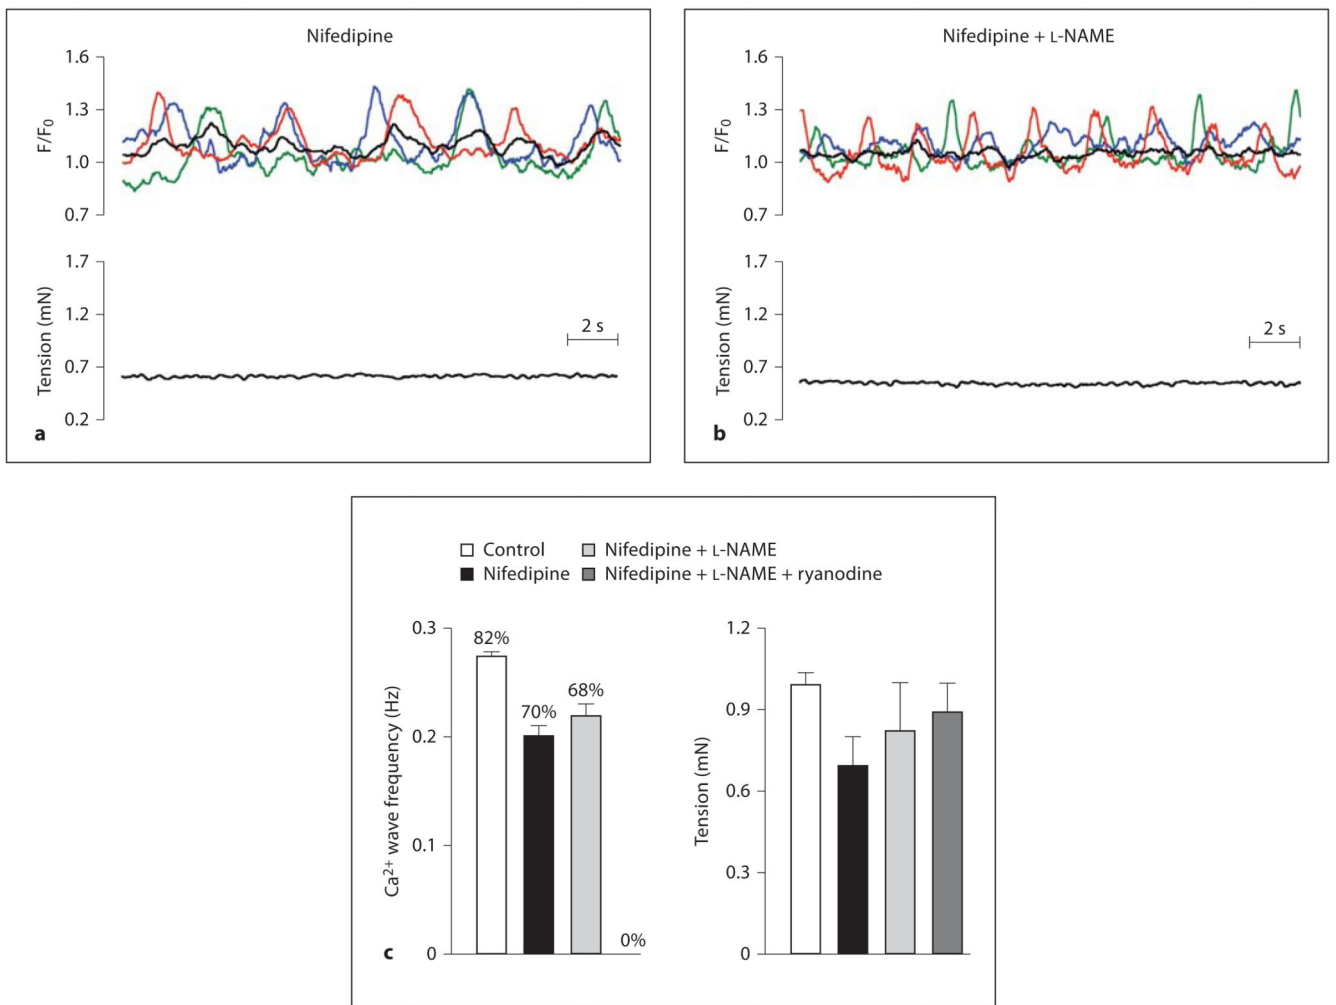 Nifedipine
1.6
1.3
1.0
0.7
F/F₀
1.7
1.2
0.7
0.2
Tension (mN)
2 s
a
Nifedipine + L-NAME
1.6
1.3
1.0
0.7
F/F₀
1.7
1.2
0.7
0.2
Tension (mN)
2 s
b
Control
Nifedipine + L-NAME
Nifedipine
Nifedipine + L-NAME + ryanodine
0.3
0.2
0.1
0
Ca²⁺ wave frequency (Hz)
82%
70%
68%
0%
c
1.2
0.9
0.6
0.3
0
Tension (mN)